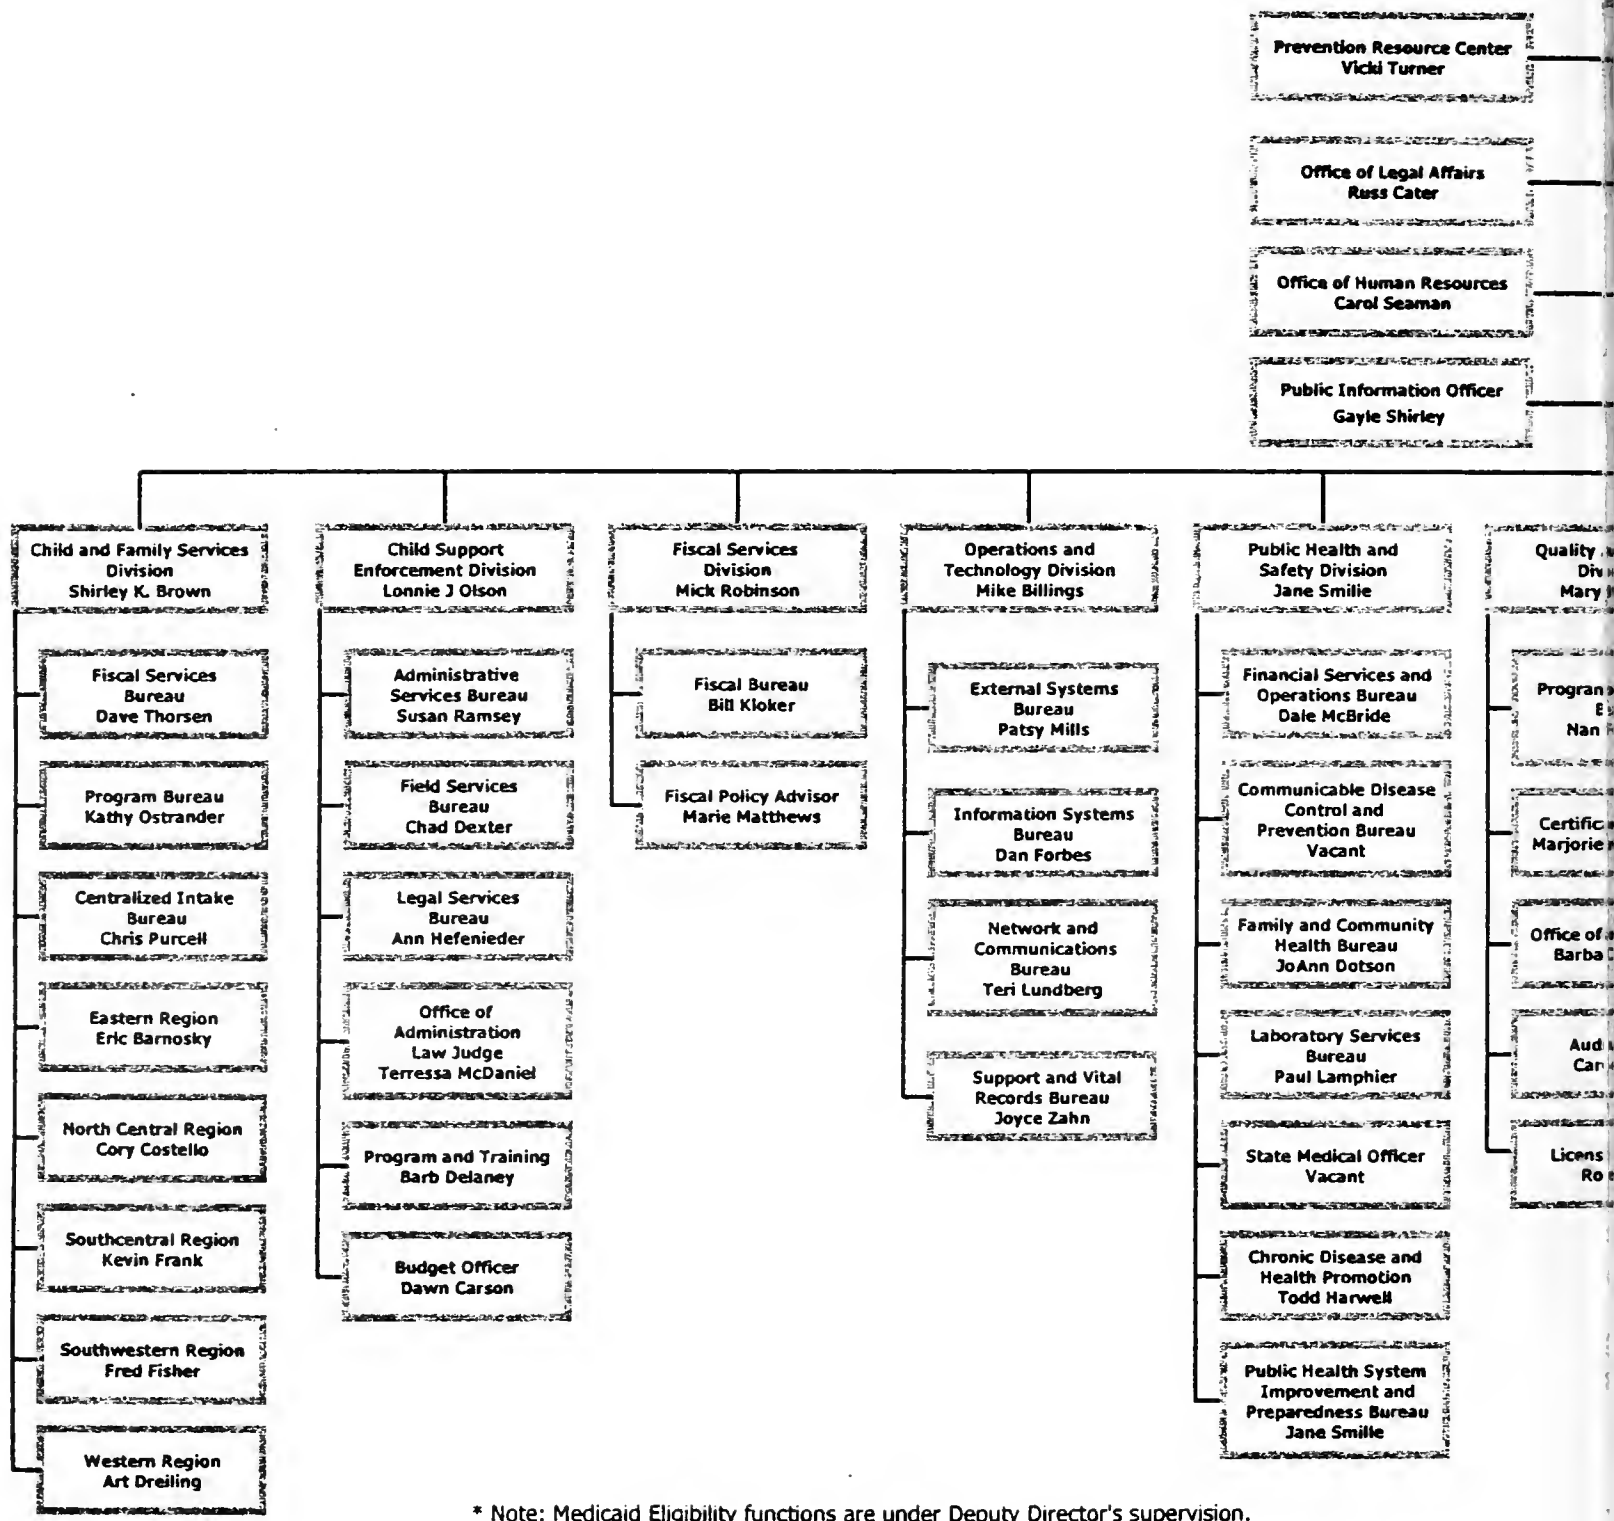 Prevention Resource Center
Vicki Turner
Office of Legal Affairs
Russ Cater
Office of Human Resources
Carol Seaman
Public Information Officer
Gayle Shirley
Child and Family Services
Division
Shirley K. Brown
Fiscal Services
Bureau
Dave Thorsen
Program Bureau
Kathy Ostrander
Centralized Intake
Bureau
Chris Purcell
Eastern Region
Eric Barnosky
North Central Region
Cory Costello
Southcentral Region
Kevin Frank
Southwestern Region
Fred Fisher
Western Region
Art Dreiling
Child Support
Enforcement Division
Lonnie J Olson
Administrative
Services Bureau
Susan Ramsey
Field Services
Bureau
Chad Dexter
Legal Services
Bureau
Ann Hefenieder
Office of
Administration
Law Judge
Terressa McDaniel
Program and Training
Barb Delaney
Budget Officer
Dawn Carson
Fiscal Services
Division
Mick Robinson
Fiscal Bureau
Bill Kloker
Fiscal Policy Advisor
Marie Matthews
Operations and
Technology Division
Mike Billings
External Systems
Bureau
Patsy Mills
Information Systems
Bureau
Dan Forbes
Network and
Communications
Bureau
Teri Lundberg
Support and Vital
Records Bureau
Joyce Zahn
Public Health and
Safety Division
Jane Smilie
Financial Services and
Operations Bureau
Dale McBride
Communicable Disease
Control and
Prevention Bureau
Vacant
Family and Community
Health Bureau
JoAnn Dotson
Laboratory Services
Bureau
Paul Lamphier
State Medical Officer
Vacant
Chronic Disease and
Health Promotion
Todd Harwell
Public Health System
Improvement and
Preparedness Bureau
Jane Smilie
Quality
Mary
Nan
Marjorie
Office of
* Note: Medicaid Eligibility functions are under Deputy Director's supervision.